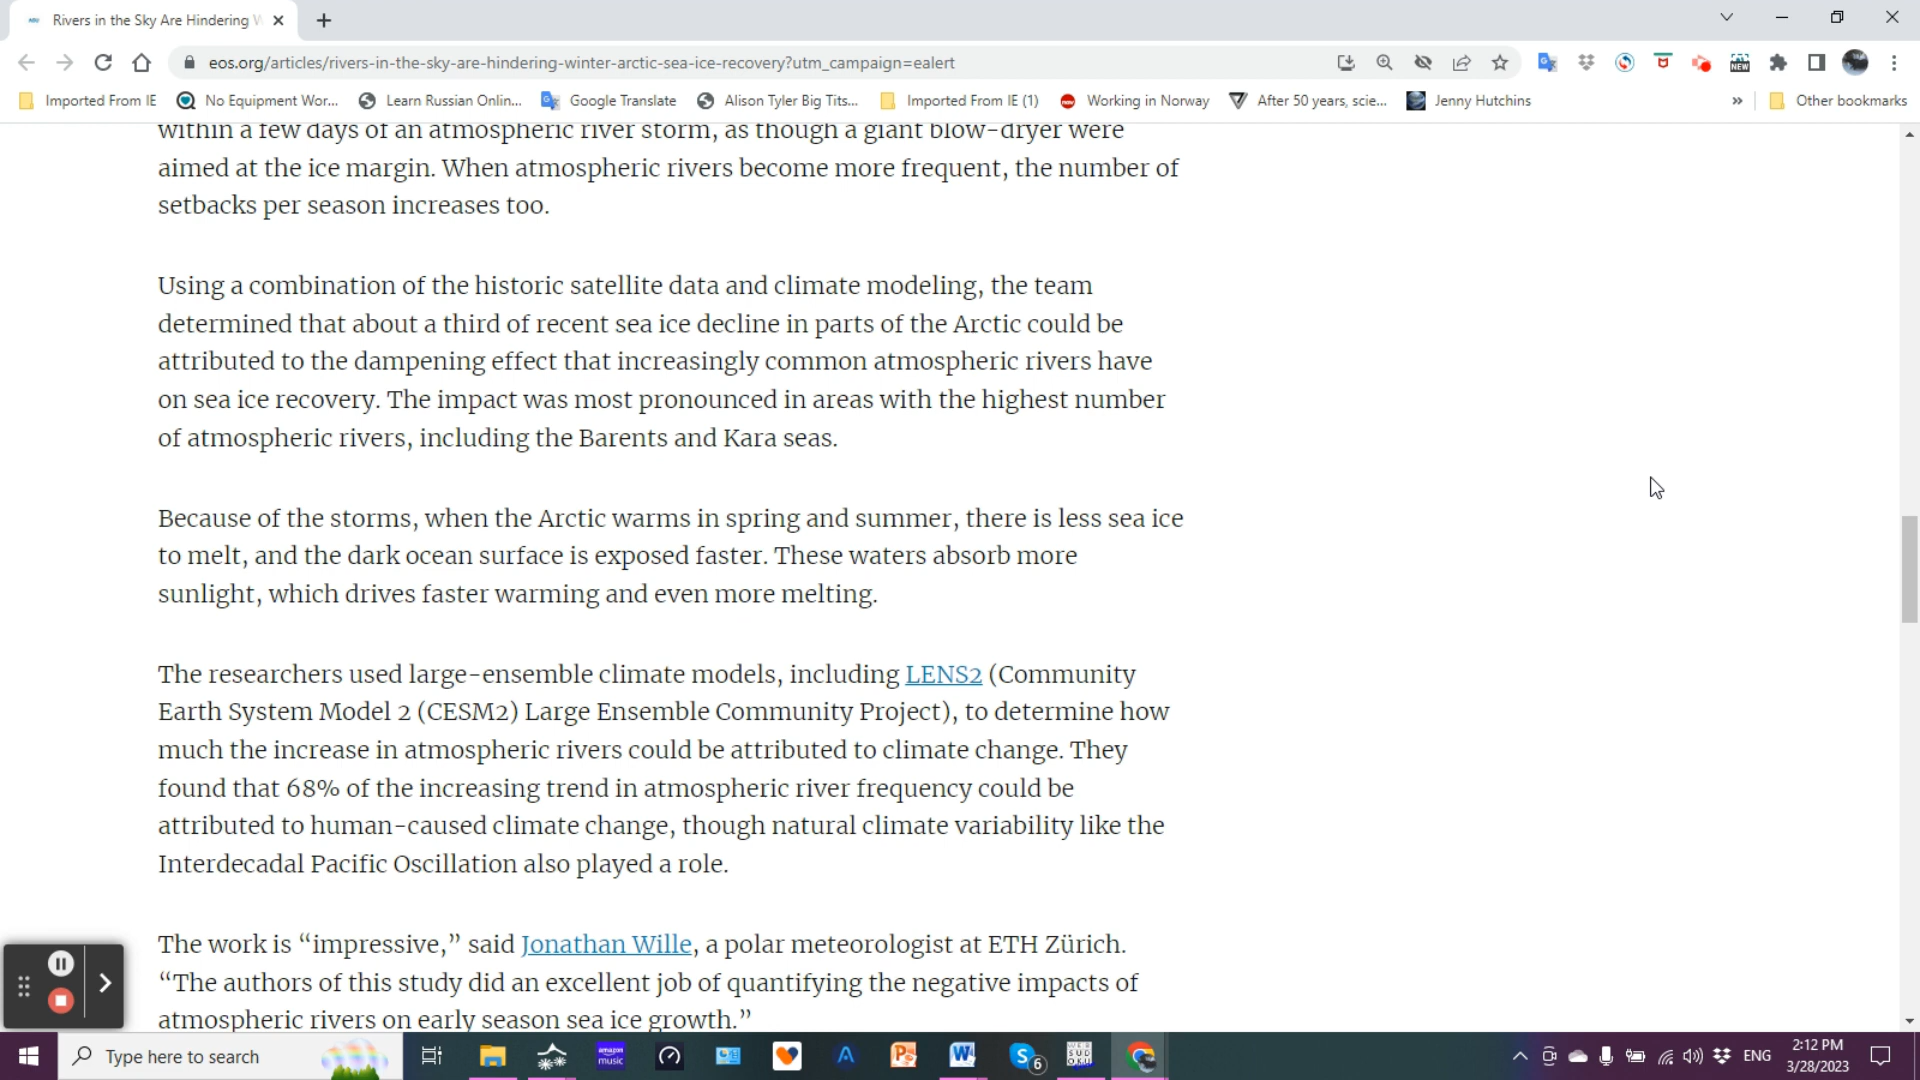 Rivers in the Sky Are Hindering W
eos.org/articles/rivers-in-the-sky-are-hindering-winter-arctic-sea-ice-recovery?utm_campaign=ealert
NEW
Imported From IE
No Equipment Wor...
Learn Russian Onlin...
Google Translate
Alison Tyler Big Tits...
Imported From IE (1)
Working in Norway
After 50 years, scie...
Jenny Hutchins
»
Other bookmarks
within a few days of an atmospheric river storm, as though a giant blow-dryer were
aimed at the ice margin. When atmospheric rivers become more frequent, the number of
setbacks per season increases too.
Using a combination of the historic satellite data and climate modeling, the team
determined that about a third of recent sea ice decline in parts of the Arctic could be
attributed to the dampening effect that increasingly common atmospheric rivers have
on sea ice recovery. The impact was most pronounced in areas with the highest number
of atmospheric rivers, including the Barents and Kara seas.
Because of the storms, when the Arctic warms in spring and summer, there is less sea ice
to melt, and the dark ocean surface is exposed faster. These waters absorb more
sunlight, which drives faster warming and even more melting.
The researchers used large-ensemble climate models, including LENS2 (Community
Earth System Model 2 (CESM2) Large Ensemble Community Project), to determine how
much the increase in atmospheric rivers could be attributed to climate change. They
found that 68% of the increasing trend in atmospheric river frequency could be
attributed to human-caused climate change, though natural climate variability like the
Interdecadal Pacific Oscillation also played a role.
The work is “impressive,” said Jonathan Wille, a polar meteorologist at ETH Zürich.
“The authors of this study did an excellent job of quantifying the negative impacts of
atmospheric rivers on early season sea ice growth.”
Type here to search
amazon
music
WEB
SUD
OKU
6
ENG
2:12 PM
3/28/2023